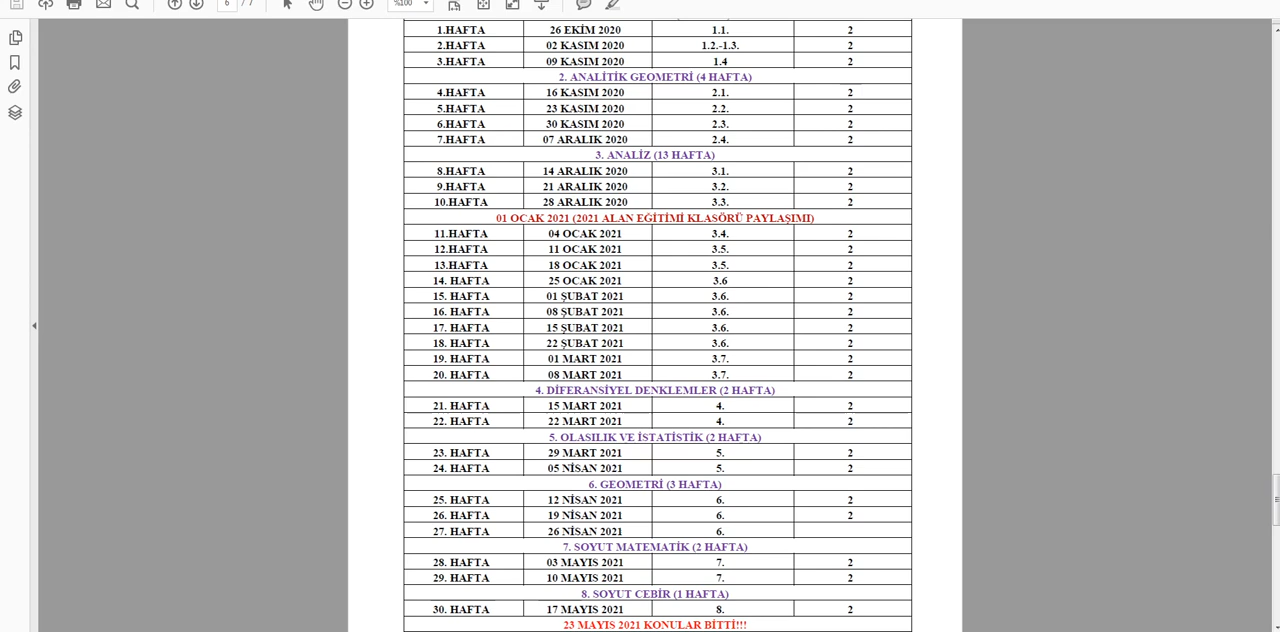 6 / 7 %100
1.HAFTA 26 EKİM 2020 1.1. 2
2.HAFTA 02 KASIM 2020 1.2.-1.3. 2
3.HAFTA 09 KASIM 2020 1.4 2
2. ANALİTİK GEOMETRİ (4 HAFTA)
4.HAFTA 16 KASIM 2020 2.1. 2
5.HAFTA 23 KASIM 2020 2.2. 2
6.HAFTA 30 KASIM 2020 2.3. 2
7.HAFTA 07 ARALIK 2020 2.4. 2
3. ANALİZ (13 HAFTA)
8.HAFTA 14 ARALIK 2020 3.1. 2
9.HAFTA 21 ARALIK 2020 3.2. 2
10.HAFTA 28 ARALIK 2020 3.3. 2
01 OCAK 2021 (2021 ALAN EĞİTİMİ KLASÖRÜ PAYLAŞIMI)
11.HAFTA 04 OCAK 2021 3.4. 2
12.HAFTA 11 OCAK 2021 3.5. 2
13.HAFTA 18 OCAK 2021 3.5. 2
14. HAFTA 25 OCAK 2021 3.6 2
15. HAFTA 01 ŞUBAT 2021 3.6. 2
16. HAFTA 08 ŞUBAT 2021 3.6. 2
17. HAFTA 15 ŞUBAT 2021 3.6. 2
18. HAFTA 22 ŞUBAT 2021 3.6. 2
19. HAFTA 01 MART 2021 3.7. 2
20. HAFTA 08 MART 2021 3.7. 2
4. DİFERANSİYEL DENKLEMLER (2 HAFTA)
21. HAFTA 15 MART 2021 4. 2
22. HAFTA 22 MART 2021 4. 2
5. OLASILIK VE İSTATİSTİK (2 HAFTA)
23. HAFTA 29 MART 2021 5. 2
24. HAFTA 05 NİSAN 2021 5. 2
6. GEOMETRİ (3 HAFTA)
25. HAFTA 12 NİSAN 2021 6. 2
26. HAFTA 19 NİSAN 2021 6. 2
27. HAFTA 26 NİSAN 2021 6.
7. SOYUT MATEMATİK (2 HAFTA)
28. HAFTA 03 MAYIS 2021 7. 2
29. HAFTA 10 MAYIS 2021 7. 2
8. SOYUT CEBİR (1 HAFTA)
30. HAFTA 17 MAYIS 2021 8. 2
23 MAYIS 2021 KONULAR BİTTİ!!!